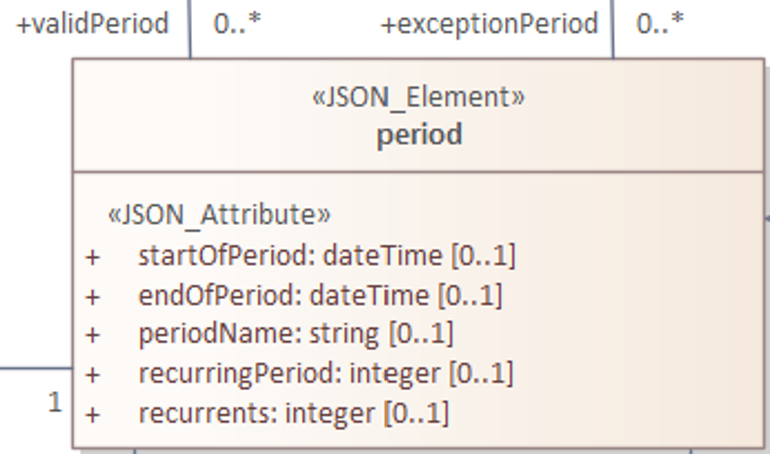 +validPeriod 0..* +exceptionPeriod 0..*
«JSON_Element»
period
«JSON_Attribute»
+ startOfPeriod: dateTime [0..1]
+ endOfPeriod: dateTime [0..1]
+ periodName: string [0..1]
+ recurringPeriod: integer [0..1]
1
+ recurrents: integer [0..1]